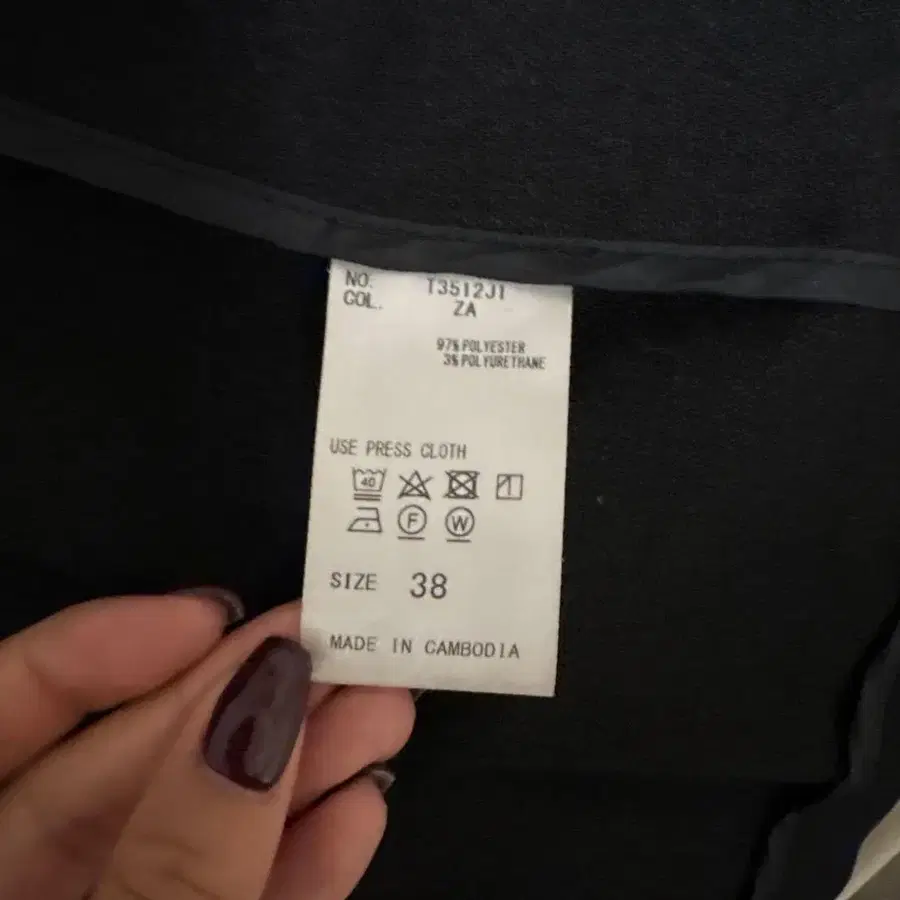 NO. T3512J1
COL. ZA
97% POLYESTER
3% POLYURETHANE
USE PRESS CLOTH
40
F W
SIZE 38
MADE IN CAMBODIA